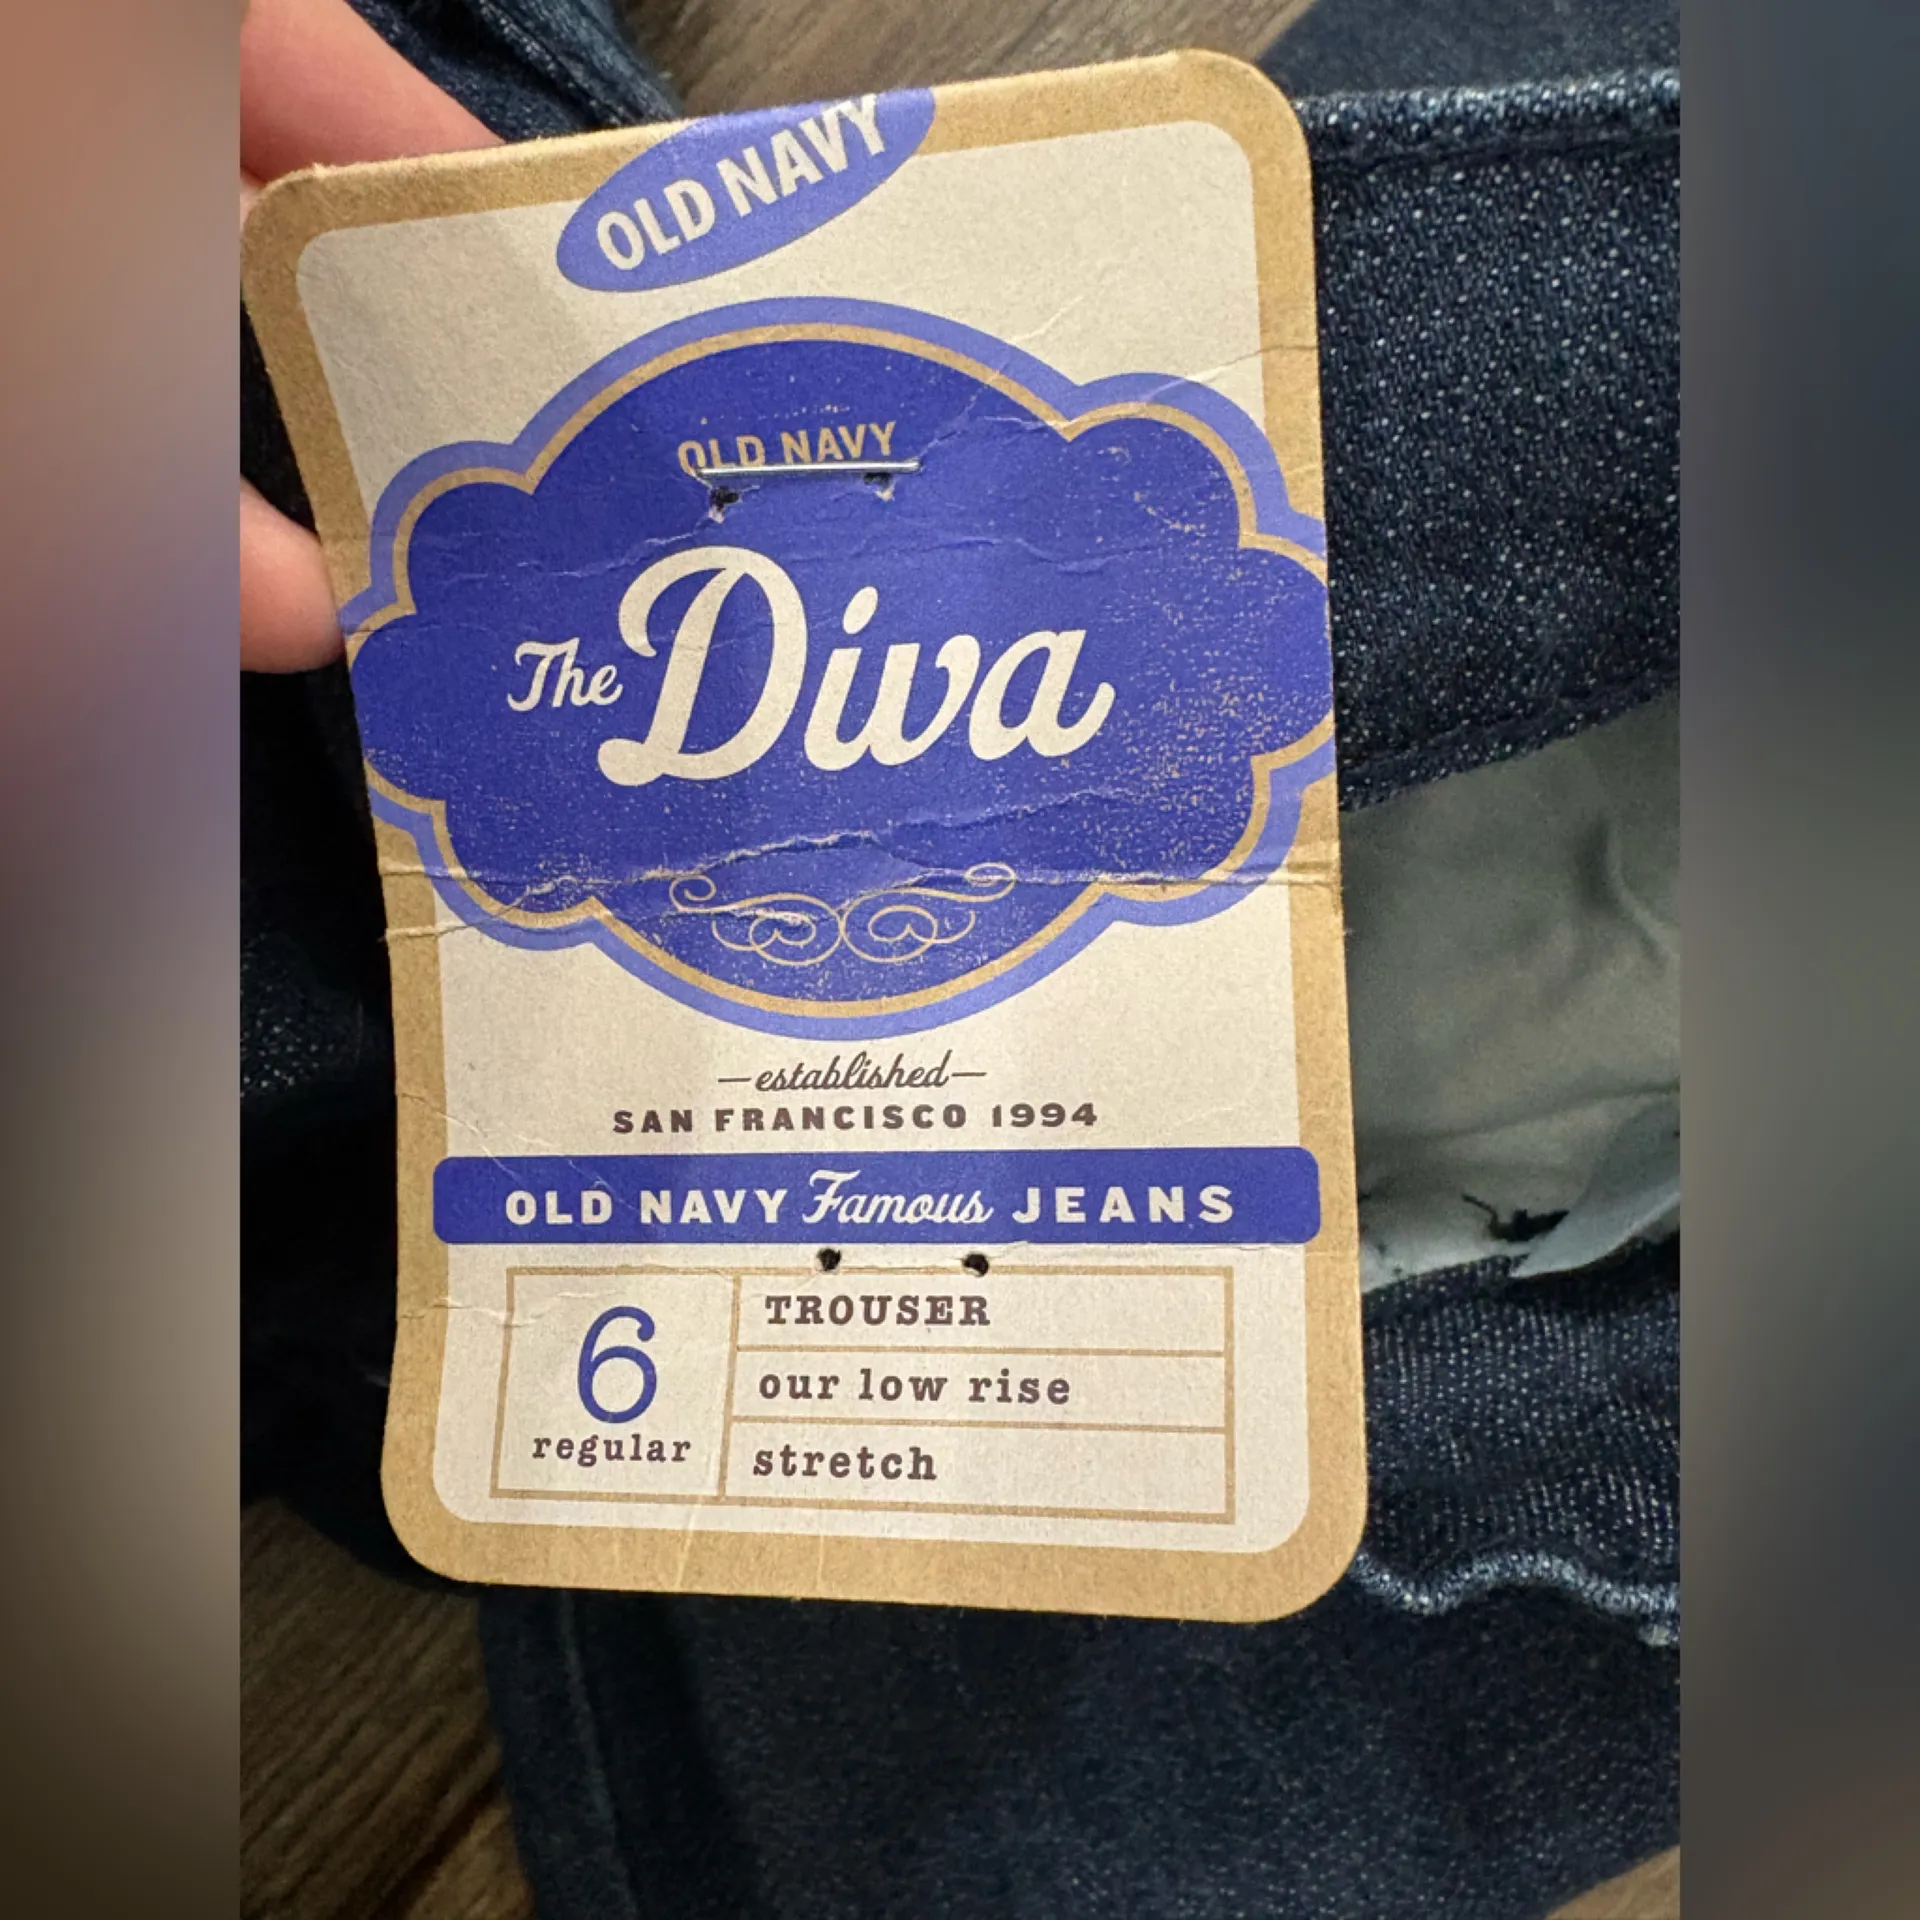 OLD NAVY
OLD NAVY
The Diva
—established—
SAN FRANCISCO 1994
OLD NAVY Famous JEANS
6
regular
TROUSER
our low rise
stretch